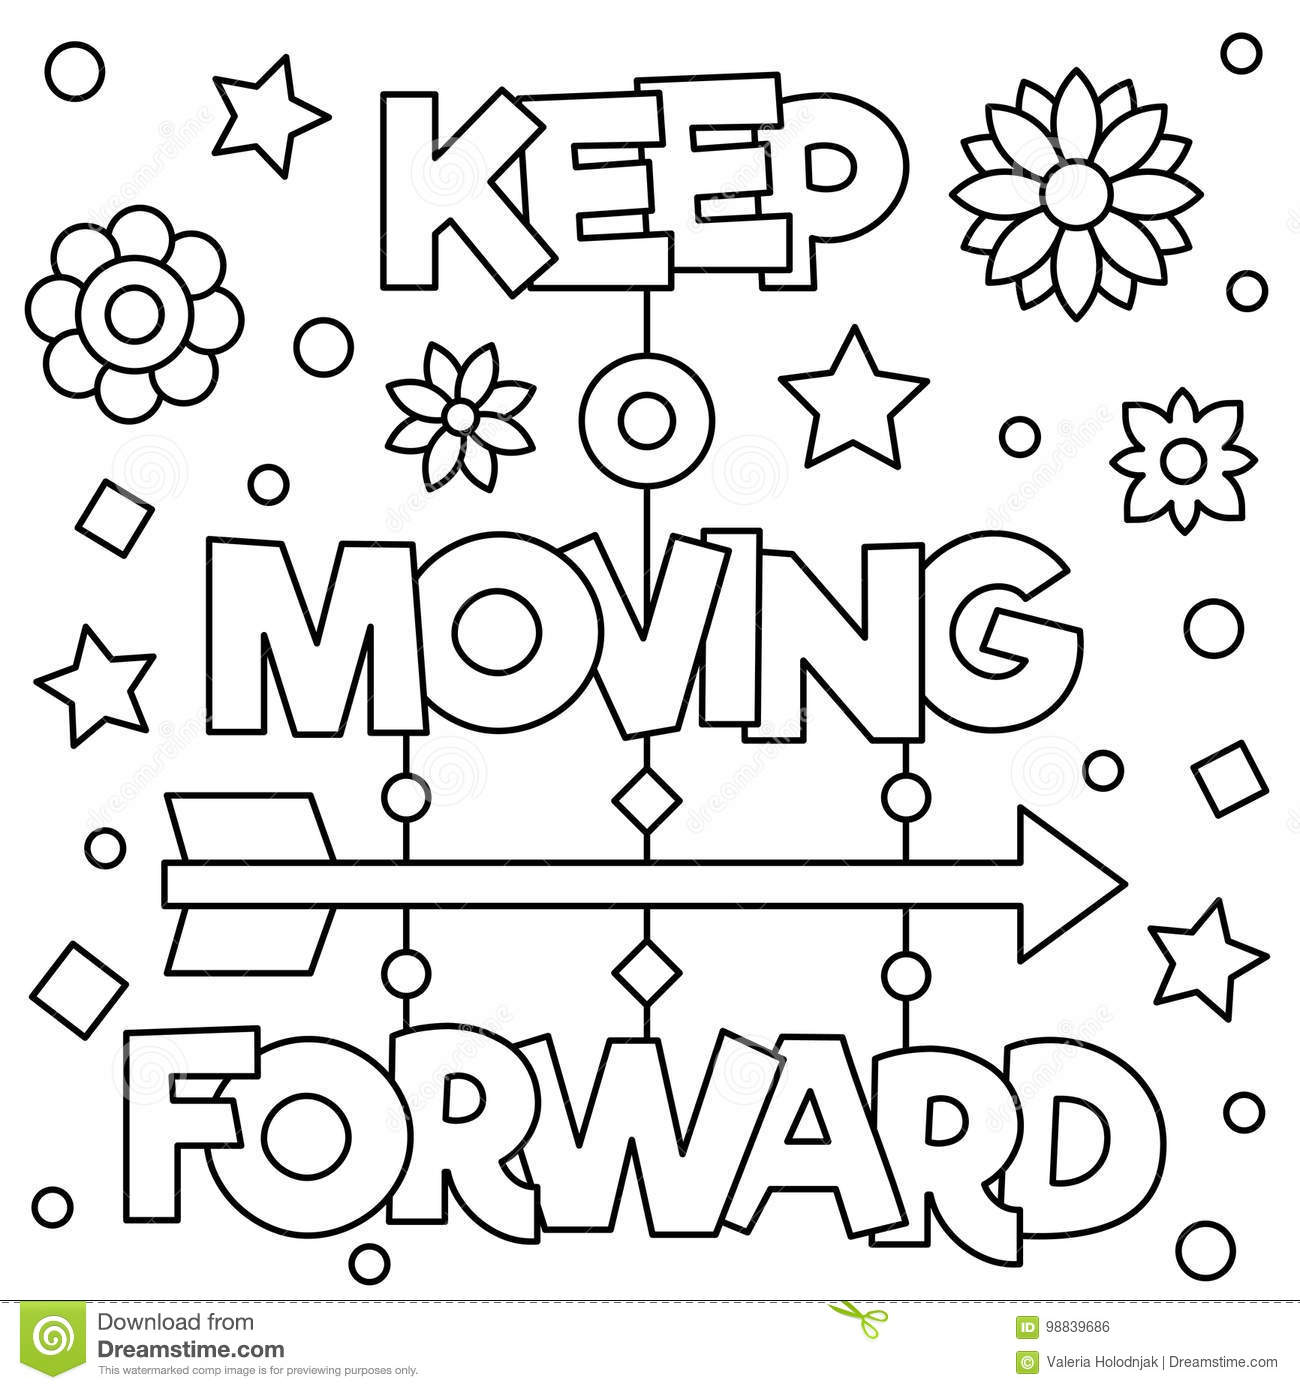 KEEP
MOVING
FORWARD
Download from
Dreamstime.com
This watermarked comp image is for previewing purposes only.
ID 98839686
© Valeria Holodnjak | Dreamstime.com